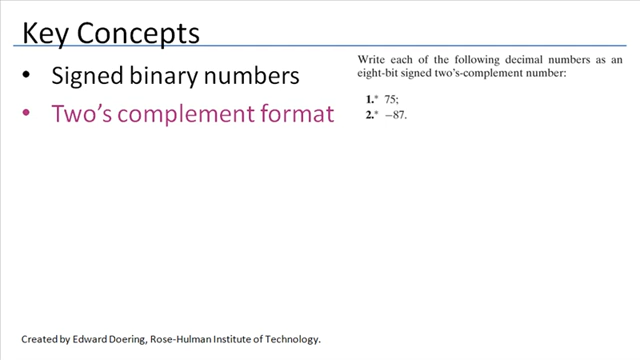 Key Concepts
• Signed binary numbers
• Two's complement format
Write each of the following decimal numbers as an
eight-bit signed two's-complement number:
1.* 75;
2.* −87.
Created by Edward Doering, Rose-Hulman Institute of Technology.